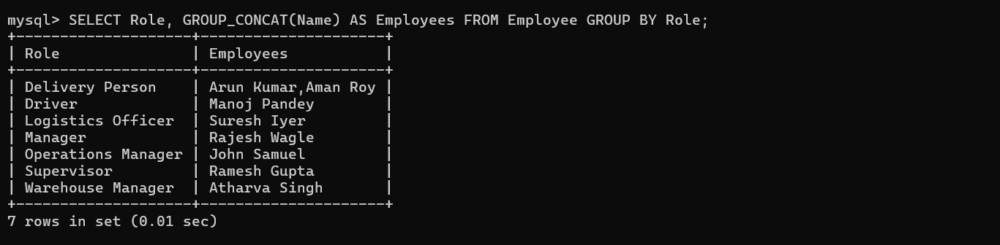 mysql> SELECT Role, GROUP_CONCAT(Name) AS Employees FROM Employee GROUP BY Role;
+--------------------+---------------------+
| Role               | Employees           |
+--------------------+---------------------+
| Delivery Person    | Arun Kumar,Aman Roy |
| Driver             | Manoj Pandey        |
| Logistics Officer  | Suresh Iyer         |
| Manager            | Rajesh Wagle        |
| Operations Manager | John Samuel         |
| Supervisor         | Ramesh Gupta        |
| Warehouse Manager  | Atharva Singh       |
+--------------------+---------------------+
7 rows in set (0.01 sec)